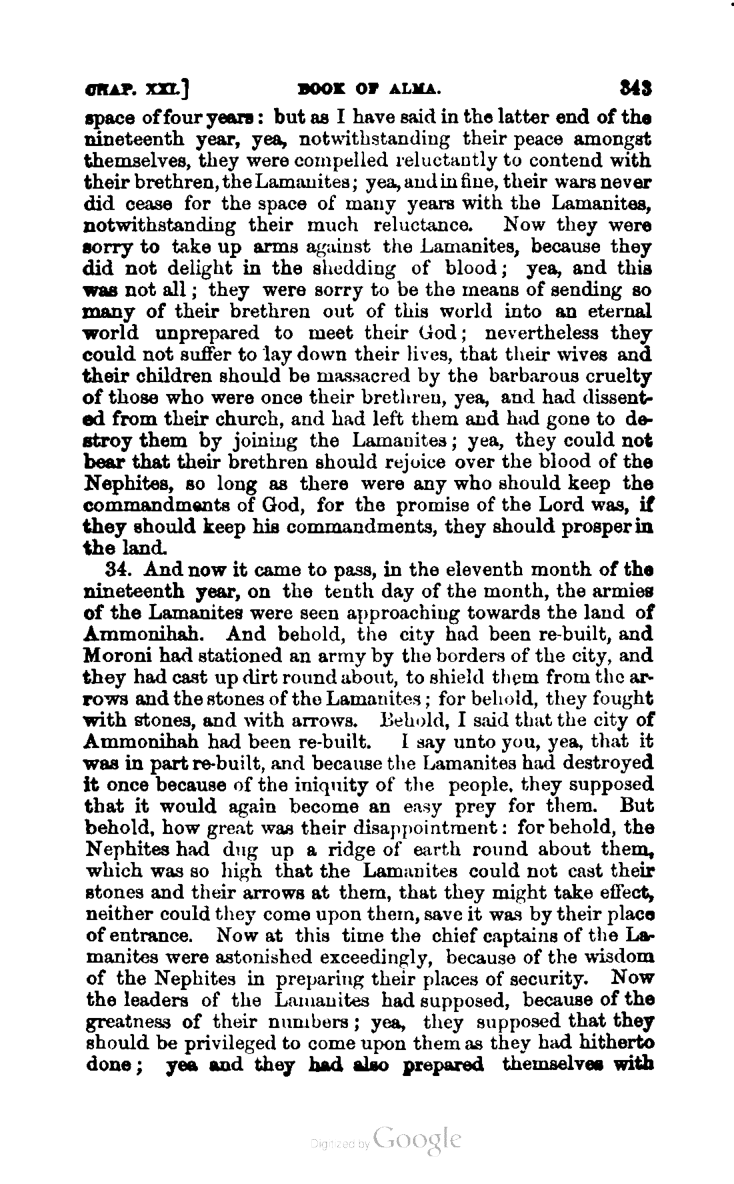 CHAP. XXI.] BOOK OF ALMA. 343
space of four years: but as I have said in the latter end of the
nineteenth year, yea, notwithstanding their peace amongst
themselves, they were compelled reluctantly to contend with
their brethren, the Lamanites; yea, and in fine, their wars never
did cease for the space of many years with the Lamanites,
notwithstanding their much reluctance. Now they were
sorry to take up arms against the Lamanites, because they
did not delight in the shedding of blood; yea, and this
was not all; they were sorry to be the means of sending so
many of their brethren out of this world into an eternal
world unprepared to meet their God; nevertheless they
could not suffer to lay down their lives, that their wives and
their children should be massacred by the barbarous cruelty
of those who were once their brethren, yea, and had dissent-
ed from their church, and had left them and had gone to de-
stroy them by joining the Lamanites; yea, they could not
bear that their brethren should rejoice over the blood of the
Nephites, so long as there were any who should keep the
commandments of God, for the promise of the Lord was, if
they should keep his commandments, they should prosper in
the land.
34. And now it came to pass, in the eleventh month of the
nineteenth year, on the tenth day of the month, the armies
of the Lamanites were seen approaching towards the land of
Ammonihah. And behold, the city had been re-built, and
Moroni had stationed an army by the borders of the city, and
they had cast up dirt round about, to shield them from the ar-
rows and the stones of the Lamanites; for behold, they fought
with stones, and with arrows. Behold, I said that the city of
Ammonihah had been re-built. I say unto you, yea, that it
was in part re-built, and because the Lamanites had destroyed
it once because of the iniquity of the people, they supposed
that it would again become an easy prey for them. But
behold, how great was their disappointment: for behold, the
Nephites had dug up a ridge of earth round about them,
which was so high that the Lamanites could not cast their
stones and their arrows at them, that they might take effect,
neither could they come upon them, save it was by their place
of entrance. Now at this time the chief captains of the La-
manites were astonished exceedingly, because of the wisdom
of the Nephites in preparing their places of security. Now
the leaders of the Lamanites had supposed, because of the
greatness of their numbers; yea, they supposed that they
should be privileged to come upon them as they had hitherto
done; yea and they had also prepared themselves with
Digitized by Google